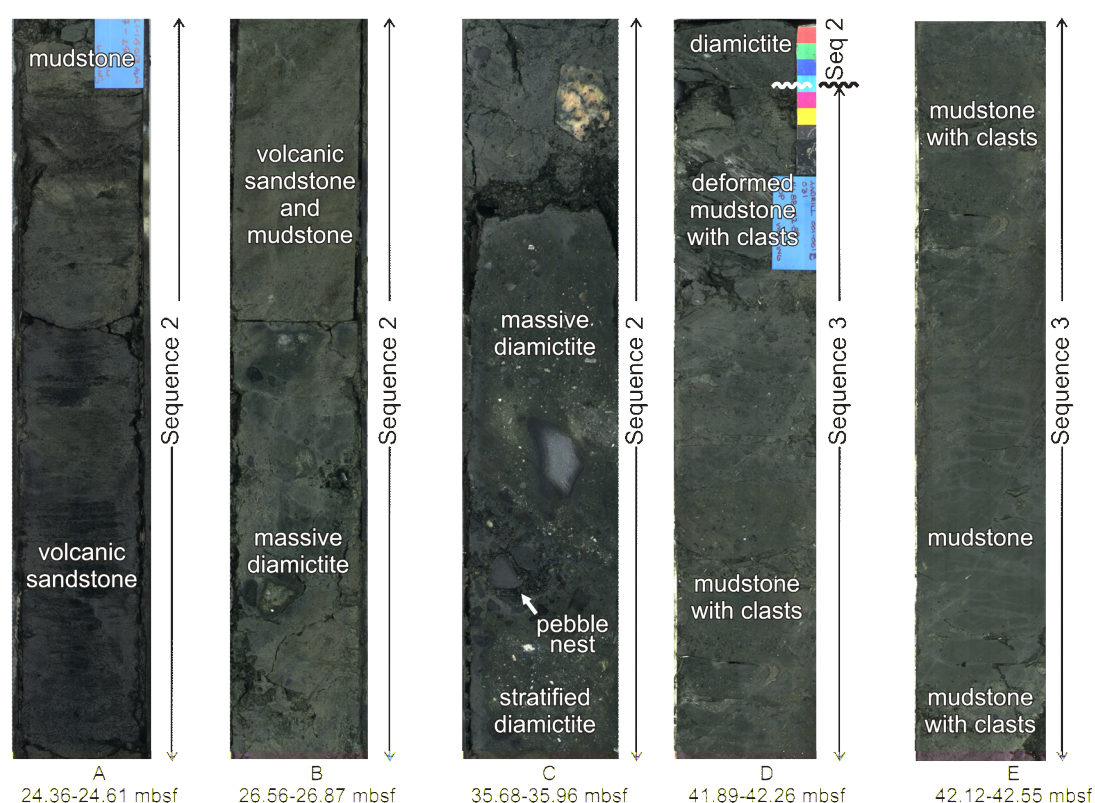 mudstone
volcanic
sandstone
Sequence 2
A
24.36-24.61 mbsf
volcanic
sandstone
and
mudstone
massive
diamictite
Sequence 2
B
26.56-26.87 mbsf
massive
diamictite
pebble
nest
stratified
diamictite
Sequence 2
C
35.68-35.96 mbsf
diamictite
Seq 2
deformed
mudstone
with clasts
mudstone
with clasts
Sequence 3
D
41.89-42.26 mbsf
mudstone
with clasts
mudstone
mudstone
with clasts
Sequence 3
E
42.12-42.55 mbsf